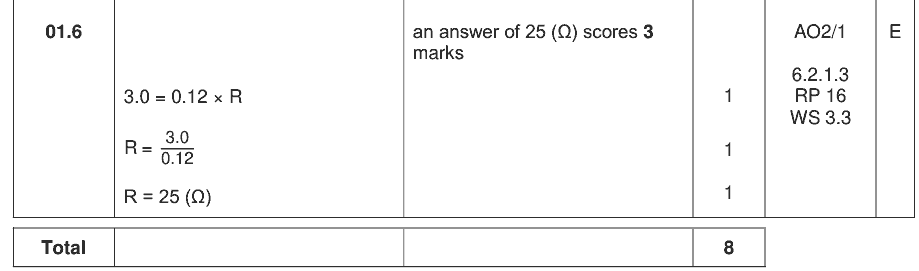 01.6
an answer of 25 (Ω) scores 3
marks
AO2/1
E
6.2.1.3
RP 16
WS 3.3
3.0 = 0.12 × R
1
R = 3.0
0.12
1
R = 25 (Ω)
1
Total
8